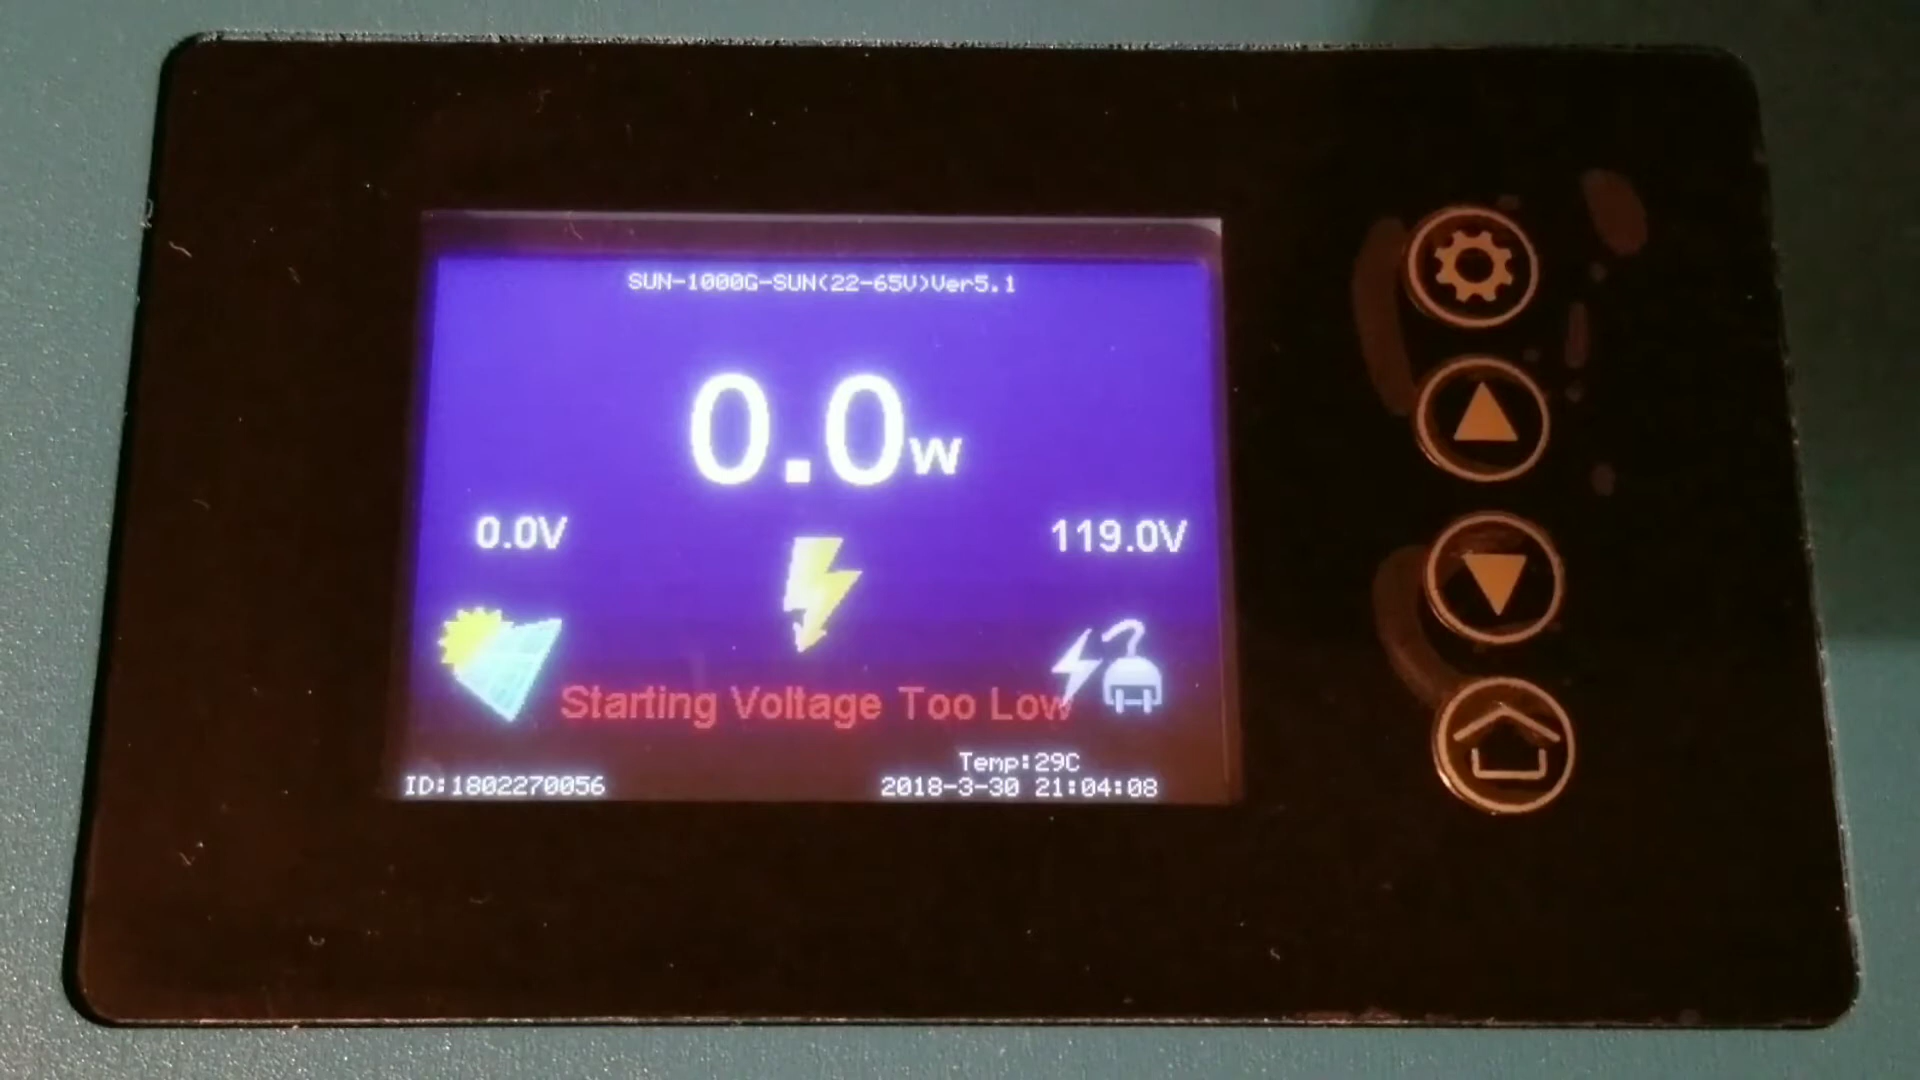 SUN-1000G-SUN(22-65V)Ver5.1
0.0w
0.0V
119.0V
Starting Voltage Too Low
Temp:29C
ID:1802270056
2018-3-30 21:04:08